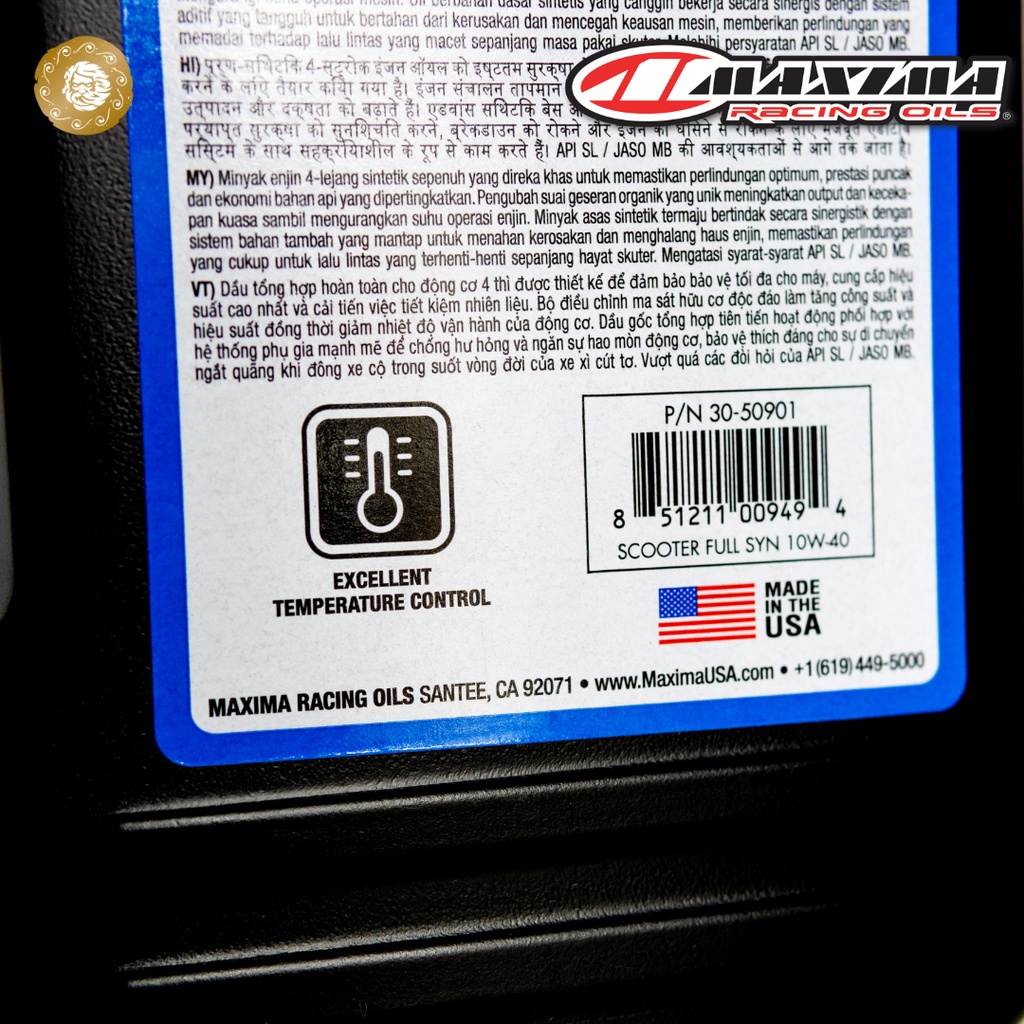 aditif yang tangguh untuk bertahan dari kerusakan dan mencegah keausan mesin, memberikan perlindungan yang
memadai terhadap lalu lintas yang macet sepanjang masa pakai skuter. Melebihi persyaratan API SL / JASO MB.
MAXIMA
RACING OILS®
HI) पुरण-सथिटकि 4-सट्रोक इंजन ऑयल को इषटतम सुरक्षा
करने के लिए तैयार किया गया है। इंजन संचालन तापमान
उत्पादन और दक्षता को बढ़ाते हैं। एडवांस सथिटकि बेस
परयापत सुरक्षा को सुनशिचति करने, बरेकडाउन को रोकने और इंजन को घसिने से रोकने के लिए मजबूत एडटिवि
ससि्टम के साथ सहक्रयिाशील के रूप से काम करते हैं। API SL / JASO MB की आवश्यकताओं से आगे तक जाता है।
MY) Minyak enjin 4-lejang sintetik sepenuh yang direka khas untuk memastikan perlindungan optimum, prestasi puncak
dan ekonomi bahan api yang dipertingkatkan. Pengubah suai geseran organik yang unik meningkatkan output dan keceka-
pan kuasa sambil mengurangkan suhu operasi enjin. Minyak asas sintetik termaju bertindak secara sinergistik dengan
sistem bahan tambah yang mantap untuk menahan kerosakan dan menghalang haus enjin, memastikan perlindungan
yang cukup untuk lalu lintas yang terhenti-henti sepanjang hayat skuter. Mengatasi syarat-syarat API SL / JASO MB.
VT) Dầu tổng hợp hoàn toàn cho động cơ 4 thì được thiết kế để đảm bảo bảo vệ tối đa cho máy, cung cấp hiệu
suất cao nhất và cải tiến việc tiết kiệm nhiên liệu. Bộ điều chỉnh ma sát hữu cơ độc đáo làm tăng công suất và
hiệu suất đồng thời giảm nhiệt độ vận hành của động cơ. Dầu gốc tổng hợp tiên tiến hoạt động phối hợp với
hệ thống phụ gia mạnh mẽ để chống hư hỏng và ngăn sự hao mòn động cơ, bảo vệ thích đáng cho sự di chuyển
ngắt quãng khi đông xe cộ trong suốt vòng đời của xe xì cút tơ. Vượt quá các đòi hỏi của API SL / JASO MB.
P/N 30-50901
8 51211 00949 4
SCOOTER FULL SYN 10W-40
EXCELLENT
TEMPERATURE CONTROL
MADE
IN THE
USA
MAXIMA RACING OILS SANTEE, CA 92071 • www.MaximaUSA.com • +1(619)449-5000